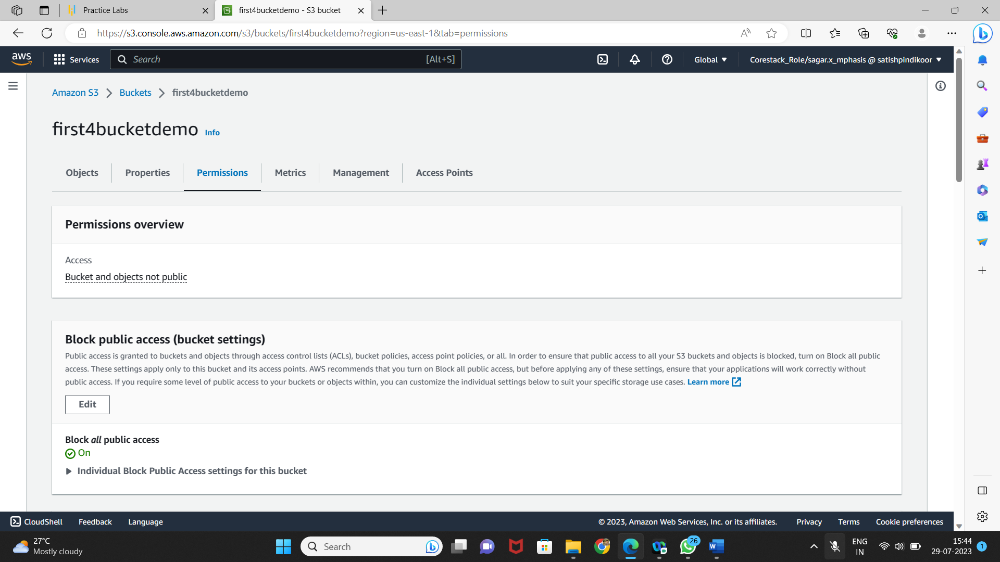 Practice Labs
first4bucketdemo - S3 bucket
https://s3.console.aws.amazon.com/s3/buckets/first4bucketdemo?region=us-east-1&tab=permissions
aws
Services
Search
[Alt+S]
Global
Corestack_Role/sagar.x_mphasis @ satishpindikoor
Amazon S3
Buckets
first4bucketdemo
first4bucketdemo
Info
Objects
Properties
Permissions
Metrics
Management
Access Points
Permissions overview
Access
Bucket and objects not public
Block public access (bucket settings)
Public access is granted to buckets and objects through access control lists (ACLs), bucket policies, access point policies, or all. In order to ensure that public access to all your S3 buckets and objects is blocked, turn on Block all public
access. These settings apply only to this bucket and its access points. AWS recommends that you turn on Block all public access, but before applying any of these settings, ensure that your applications will work correctly without
public access. If you require some level of public access to your buckets or objects within, you can customize the individual settings below to suit your specific storage use cases. Learn more
Edit
Block all public access
On
Individual Block Public Access settings for this bucket
CloudShell
Feedback
Language
© 2023, Amazon Web Services, Inc. or its affiliates.
Privacy
Terms
Cookie preferences
27°C
Mostly cloudy
Search
26
ENG
IN
15:44
29-07-2023
1